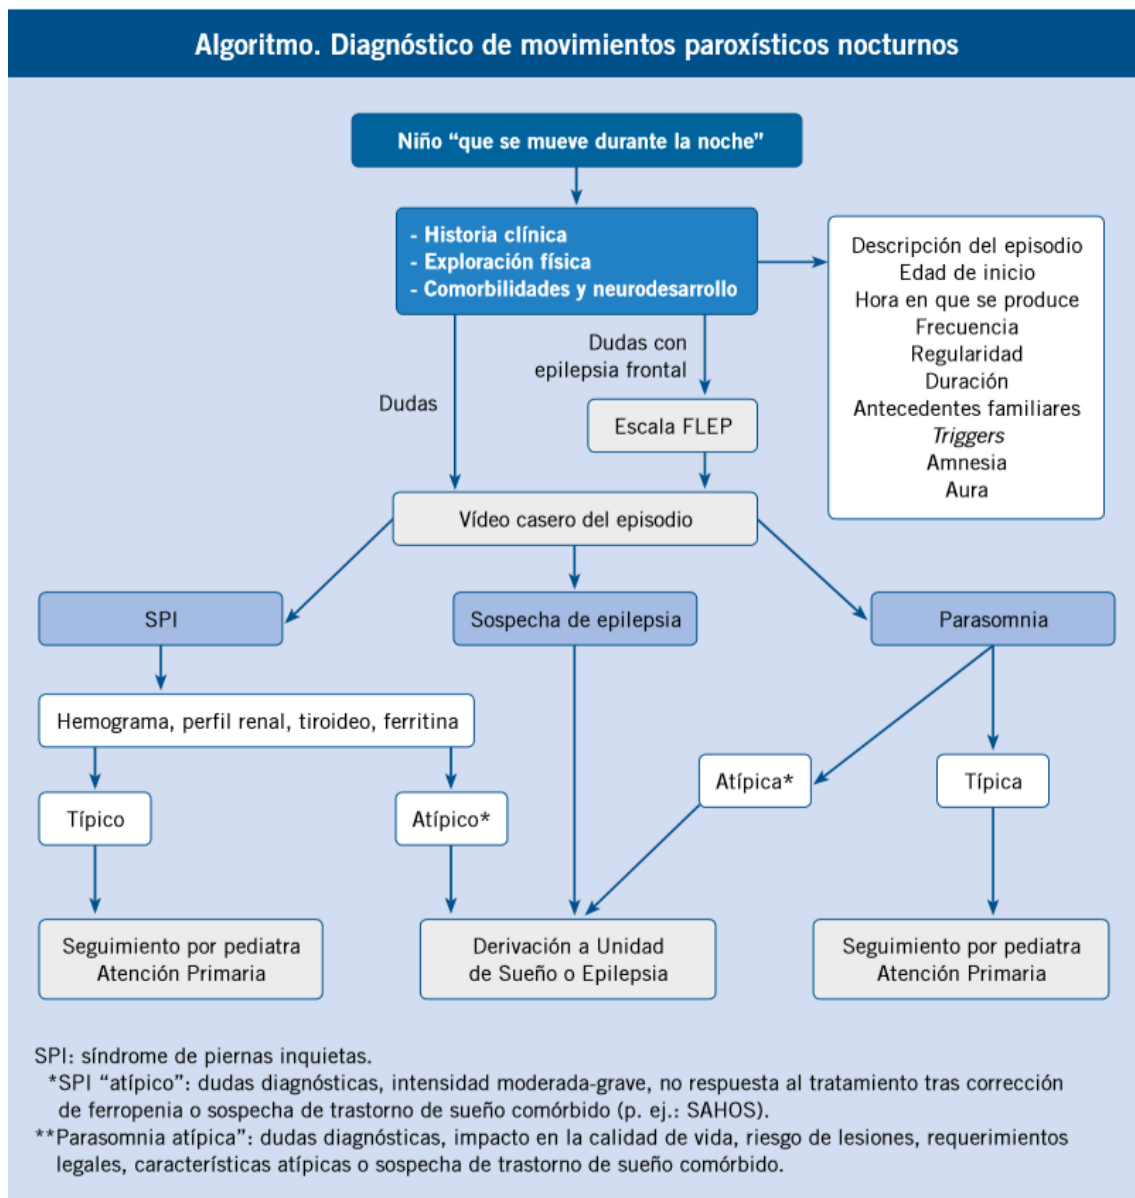 Algoritmo. Diagnóstico de movimientos paroxísticos nocturnos
Niño “que se mueve durante la noche”
- Historia clínica
- Exploración física
- Comorbilidades y neurodesarrollo
Descripción del episodio
Edad de inicio
Hora en que se produce
Frecuencia
Regularidad
Duración
Antecedentes familiares
Triggers
Amnesia
Aura
Dudas con
epilepsia frontal
Dudas
Escala FLEP
Vídeo casero del episodio
SPI
Sospecha de epilepsia
Parasomnia
Hemograma, perfil renal, tiroideo, ferritina
Atípica*
Típica
Típico
Atípico*
Seguimiento por pediatra
Atención Primaria
Derivación a Unidad
de Sueño o Epilepsia
Seguimiento por pediatra
Atención Primaria
SPI: síndrome de piernas inquietas.
*SPI “atípico”: dudas diagnósticas, intensidad moderada-grave, no respuesta al tratamiento tras corrección
de ferropenia o sospecha de trastorno de sueño comórbido (p. ej.: SAHOS).
**Parasomnia atípica”: dudas diagnósticas, impacto en la calidad de vida, riesgo de lesiones, requerimientos
legales, características atípicas o sospecha de trastorno de sueño comórbido.